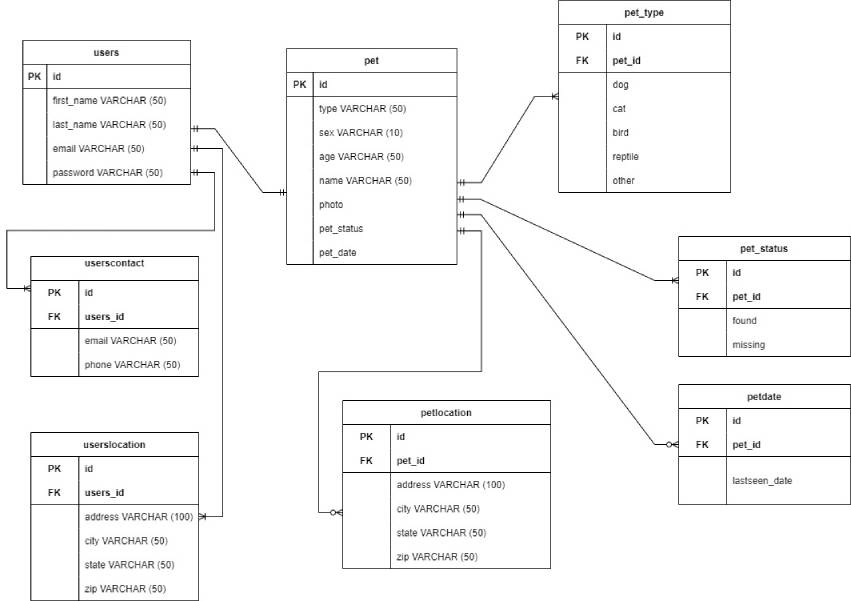 users
PK id
first_name VARCHAR (50)
last_name VARCHAR (50)
email VARCHAR (50)
password VARCHAR (50)
pet
PK id
type VARCHAR (50)
sex VARCHAR (10)
age VARCHAR (50)
name VARCHAR (50)
photo
pet_status
pet_date
pet_type
PK id
FK pet_id
dog
cat
bird
reptile
other
userscontact
PK id
FK users_id
email VARCHAR (50)
phone VARCHAR (50)
pet_status
PK id
FK pet_id
found
missing
userslocation
PK id
FK users_id
address VARCHAR (100)
city VARCHAR (50)
state VARCHAR (50)
zip VARCHAR (50)
petlocation
PK id
FK pet_id
address VARCHAR (100)
city VARCHAR (50)
state VARCHAR (50)
zip VARCHAR (50)
petdate
PK id
FK pet_id
lastseen_date